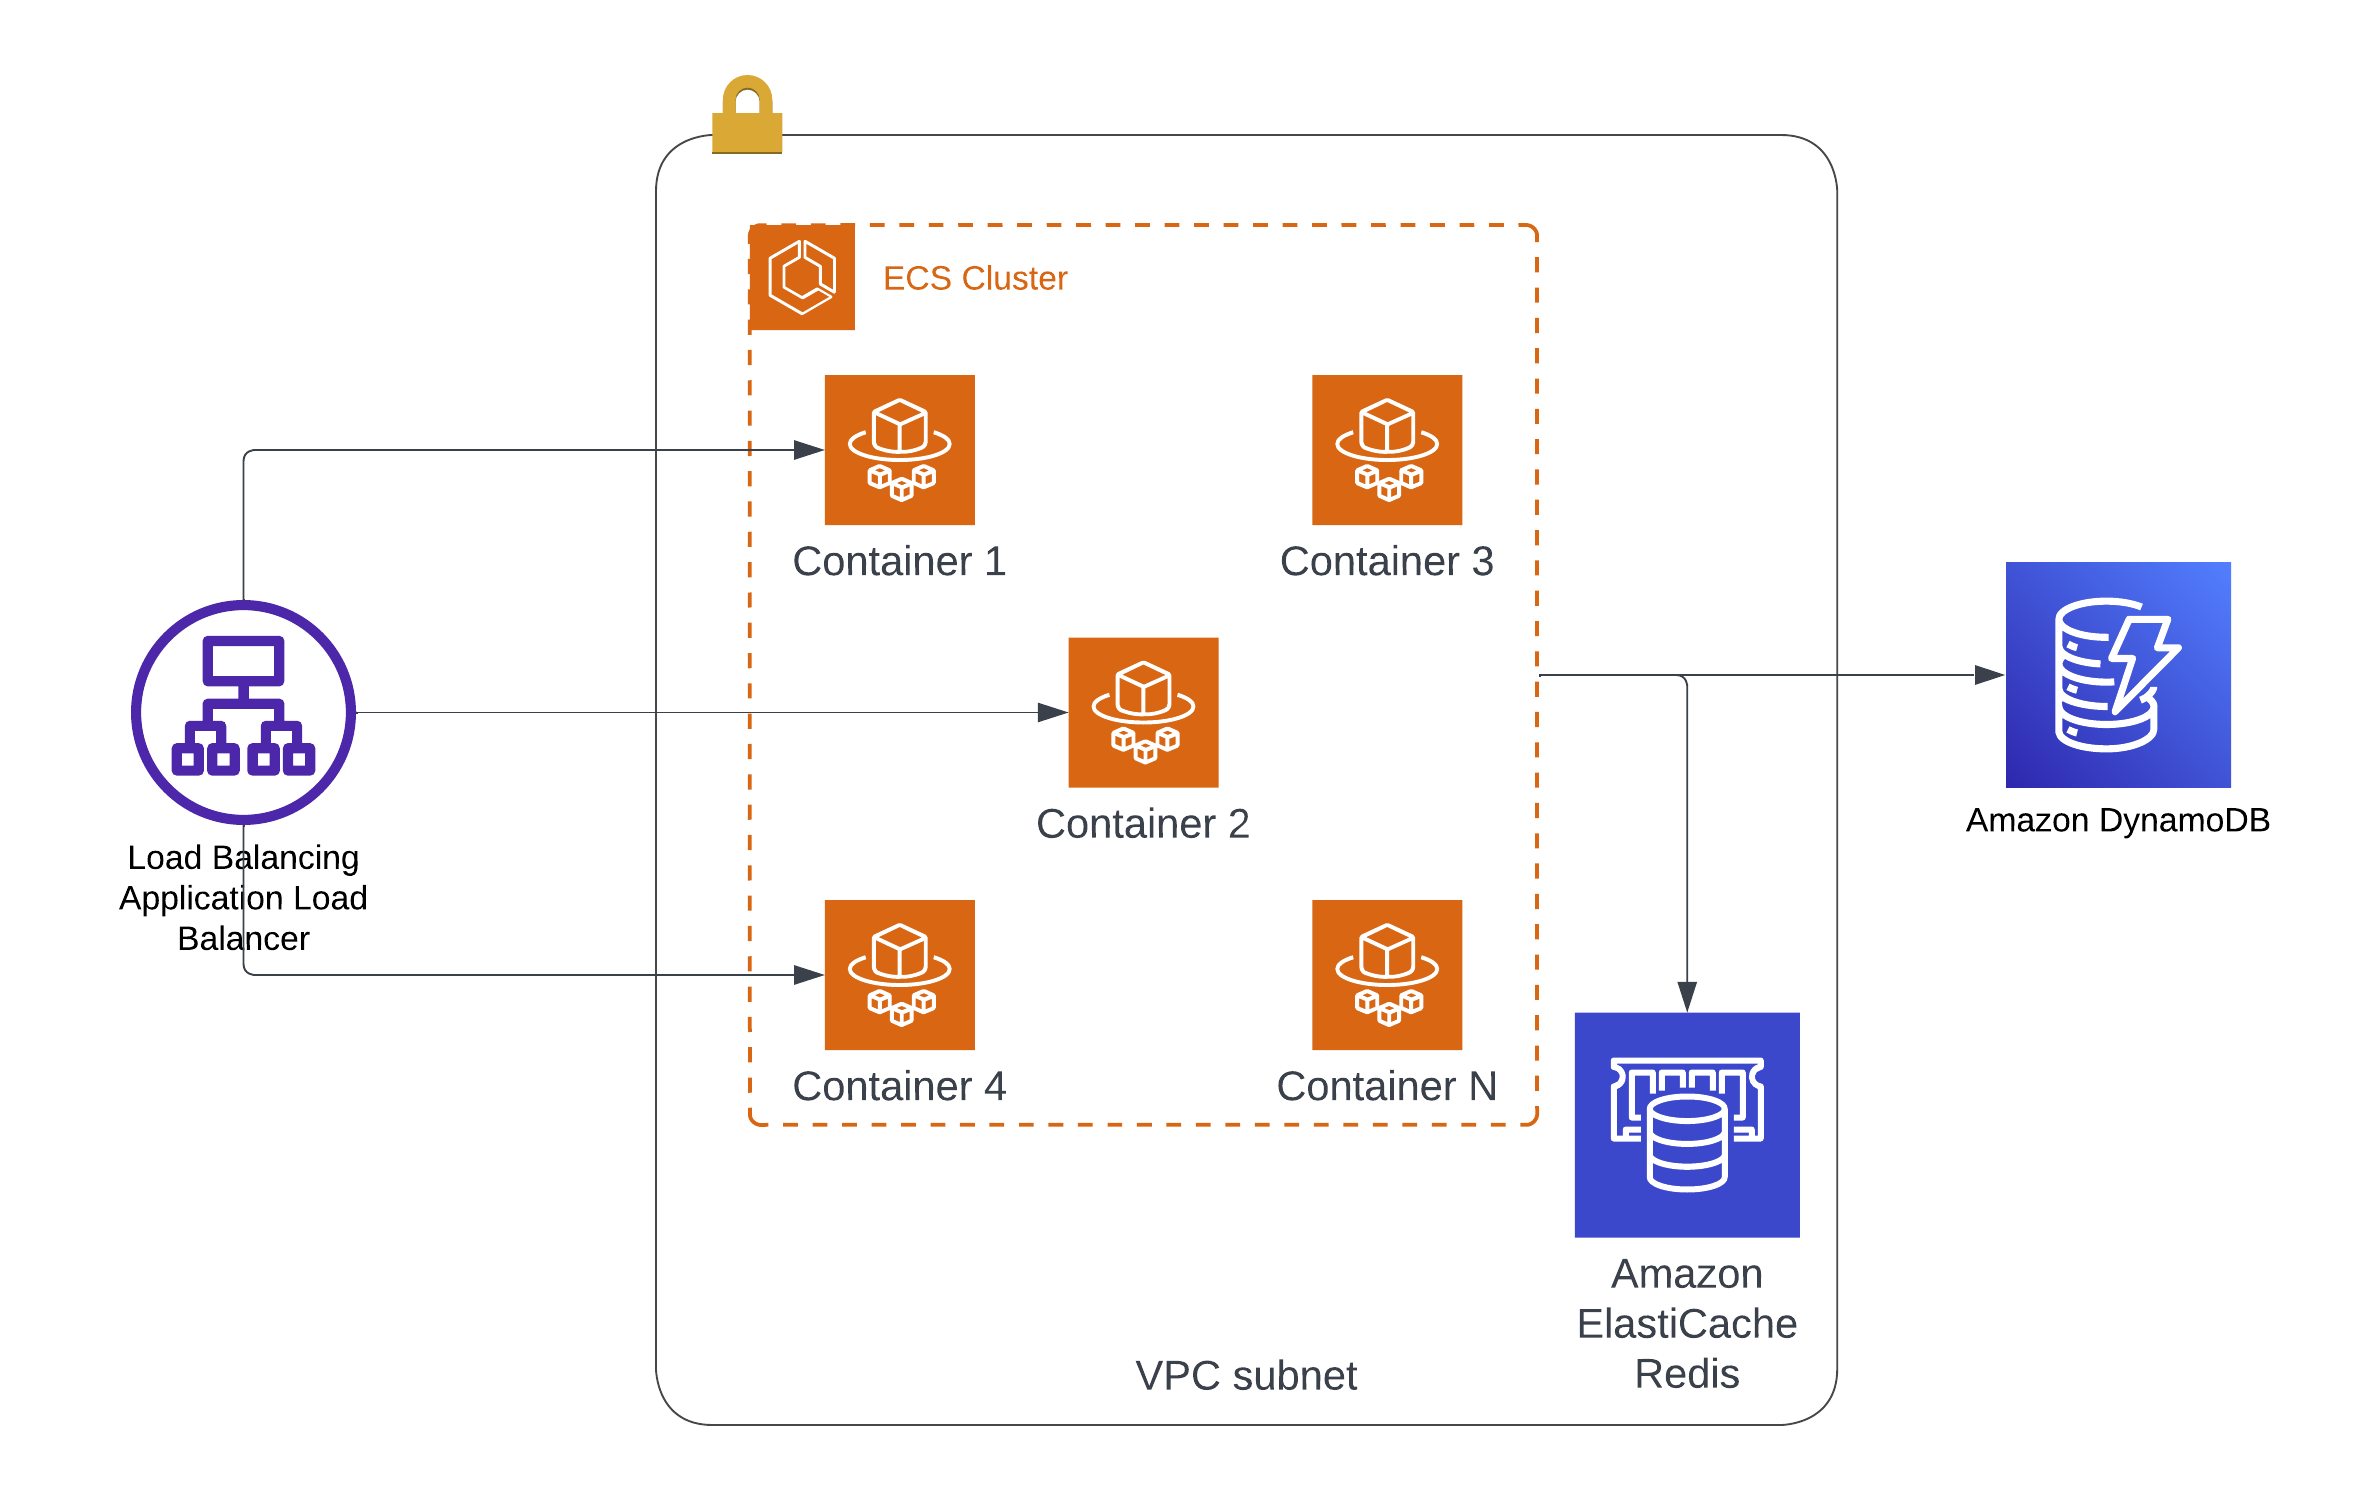 ECS Cluster
Container 1
Container 3
Container 2
Load Balancing
Application Load
Balancer
Amazon DynamoDB
Container 4
Container N
Amazon
ElastiCache
Redis
VPC subnet